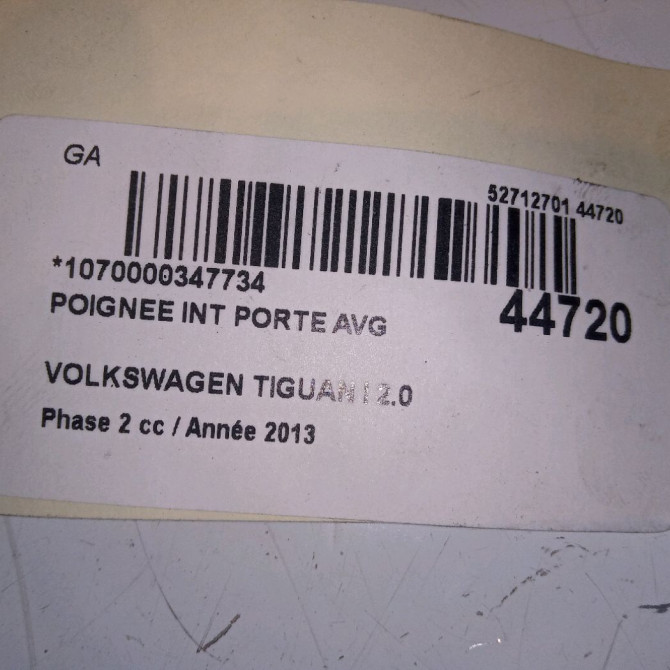 GA
52712701 44720
*1070000347734
44720
POIGNEE INT PORTE AVG
VOLKSWAGEN TIGUAN I 2.0
Phase 2 cc / Année 2013